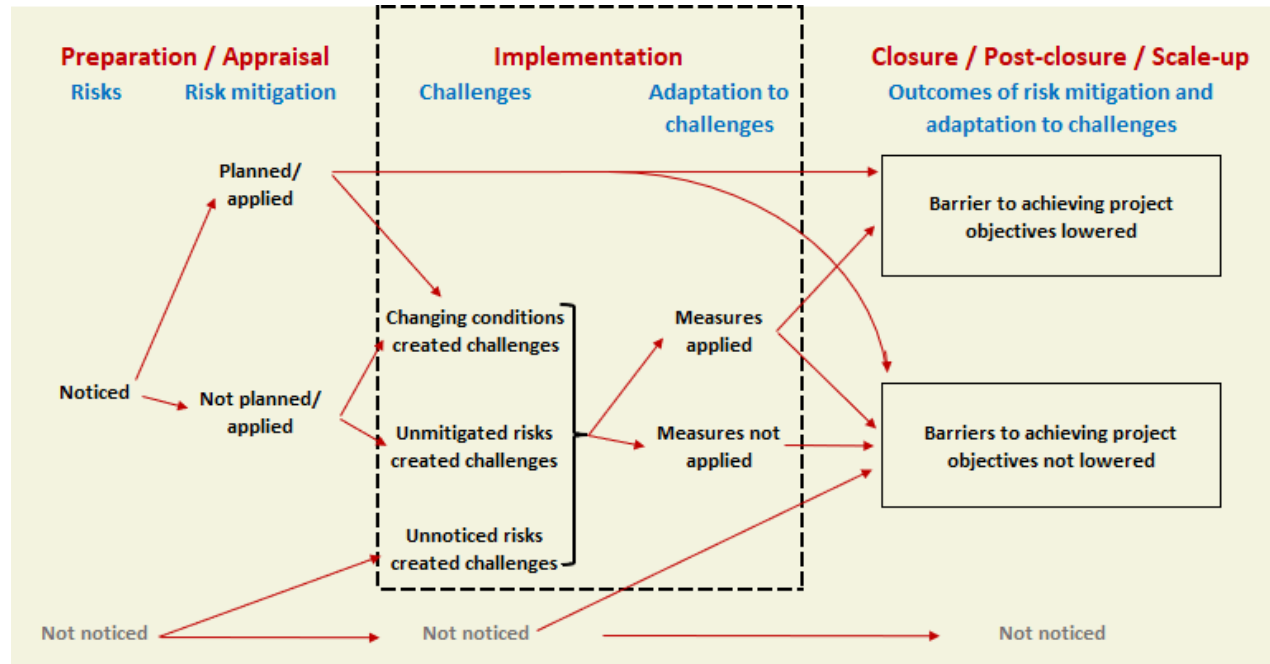 Preparation / Appraisal
Implementation
Closure / Post-closure / Scale-up
Risks
Risk mitigation
Challenges
Adaptation to
challenges
Outcomes of risk mitigation and
adaptation to challenges
Planned/
applied
Barrier to achieving project
objectives lowered
Changing conditions
created challenges
Measures
applied
Noticed
Not planned/
applied
Unmitigated risks
created challenges
Measures not
applied
Barriers to achieving project
objectives not lowered
Unnoticed risks
created challenges
Not noticed
Not noticed
Not noticed